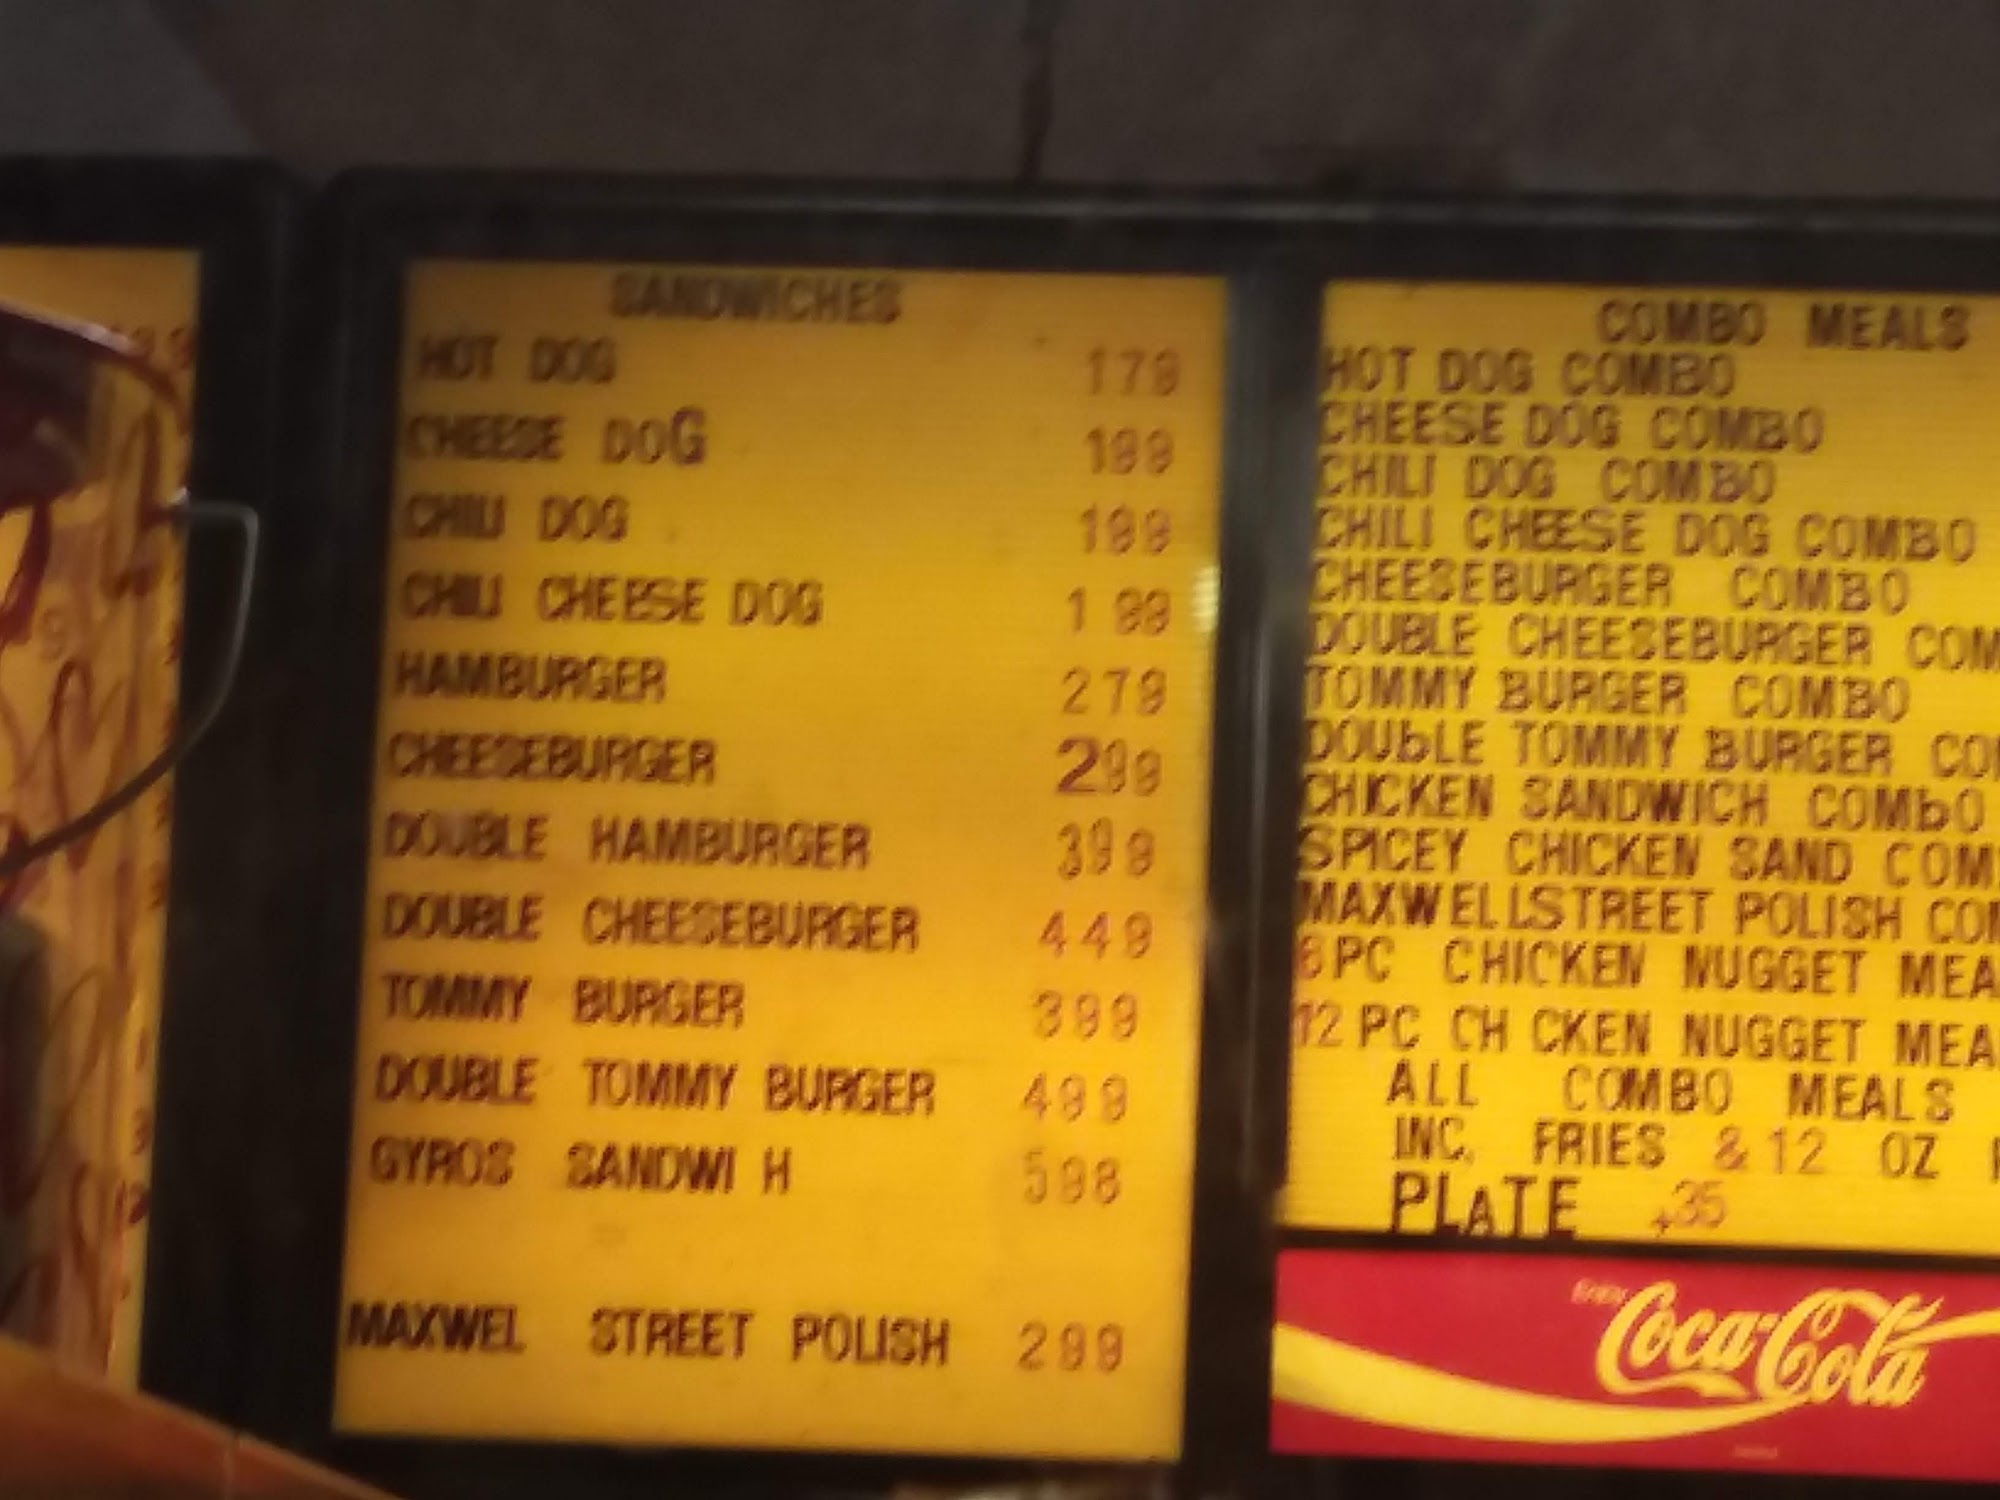 SANDWICHES
HOT DOG 179
CHEESE DOG 199
CHILI DOG 199
CHILI CHEESE DOG 1 99
HAMBURGER 279
CHEESEBURGER 299
DOUBLE HAMBURGER 399
DOUBLE CHEESEBURGER 449
TOMMY BURGER 399
DOUBLE TOMMY BURGER 499
GYROS SANDWI H
MAXWEL STREET POLISH 299
COMBO MEALS
HOT DOG COMBO
CHEESE DOG COMBO
CHILI DOG COMBO
CHILI CHEESE DOG COMBO
CHEESEBURGER COMBO
DOUBLE CHEESEBURGER COM
TOMMY BURGER COMBO
DOUbLE TOMMY BURGER CO
CHICKEN SANDWICH COMbO
SPICEY CHICKEN SAND COM
MAXWELLSTREET POLISH CO
6PC CHICKEN NUGGET MEA
12 PC CH CKEN NUGGET MEA
ALL COMBO MEALS
INC. FRIES & 12 OZ
PLATE +35
Enjoy
Coca-Cola